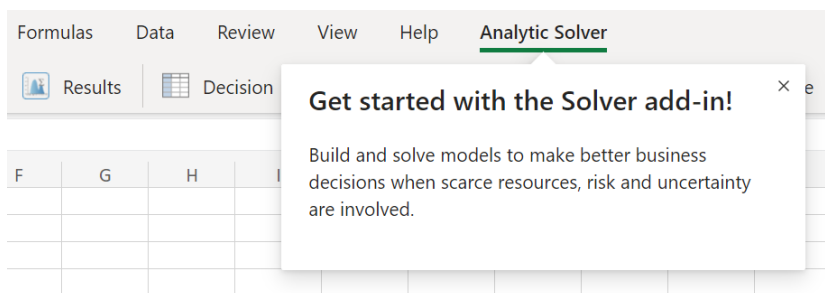 Formulas Data Review View Help Analytic Solver
Results Decision
Get started with the Solver add-in!
Build and solve models to make better business
decisions when scarce resources, risk and uncertainty
are involved.
F G H I